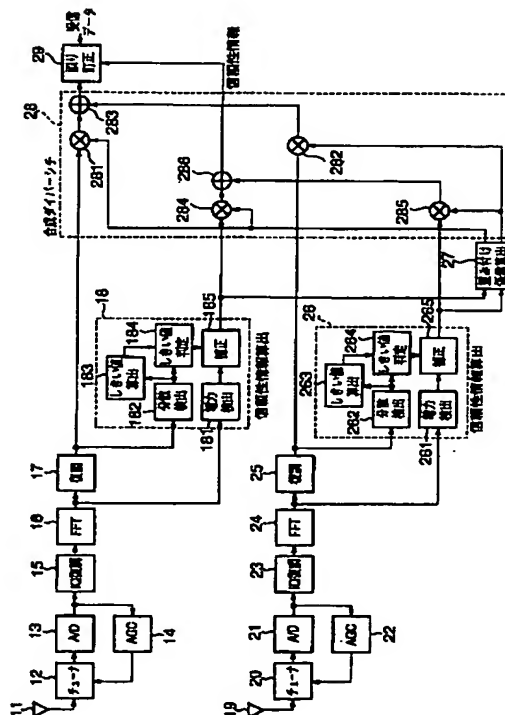 11
12
チューナ
13
A/D
14
AGC
15
IQ復調
16
FFT
17
復調
18
181
電力
検出
182
分散
検出
183
しきい値
算出
184
しきい値
判定
185
修正
信頼性情報算出
19
20
チューナ
21
A/D
22
AGC
23
IQ復調
24
FFT
25
復調
26
261
電力
検出
262
分散
検出
263
しきい値
算出
264
しきい値
判定
265
修正
信頼性情報算出
27
重み付け
係数算出
合成ダイバーシチ
28
281
282
283
284
285
286
信頼性情報
29
誤り
訂正
受信
データ